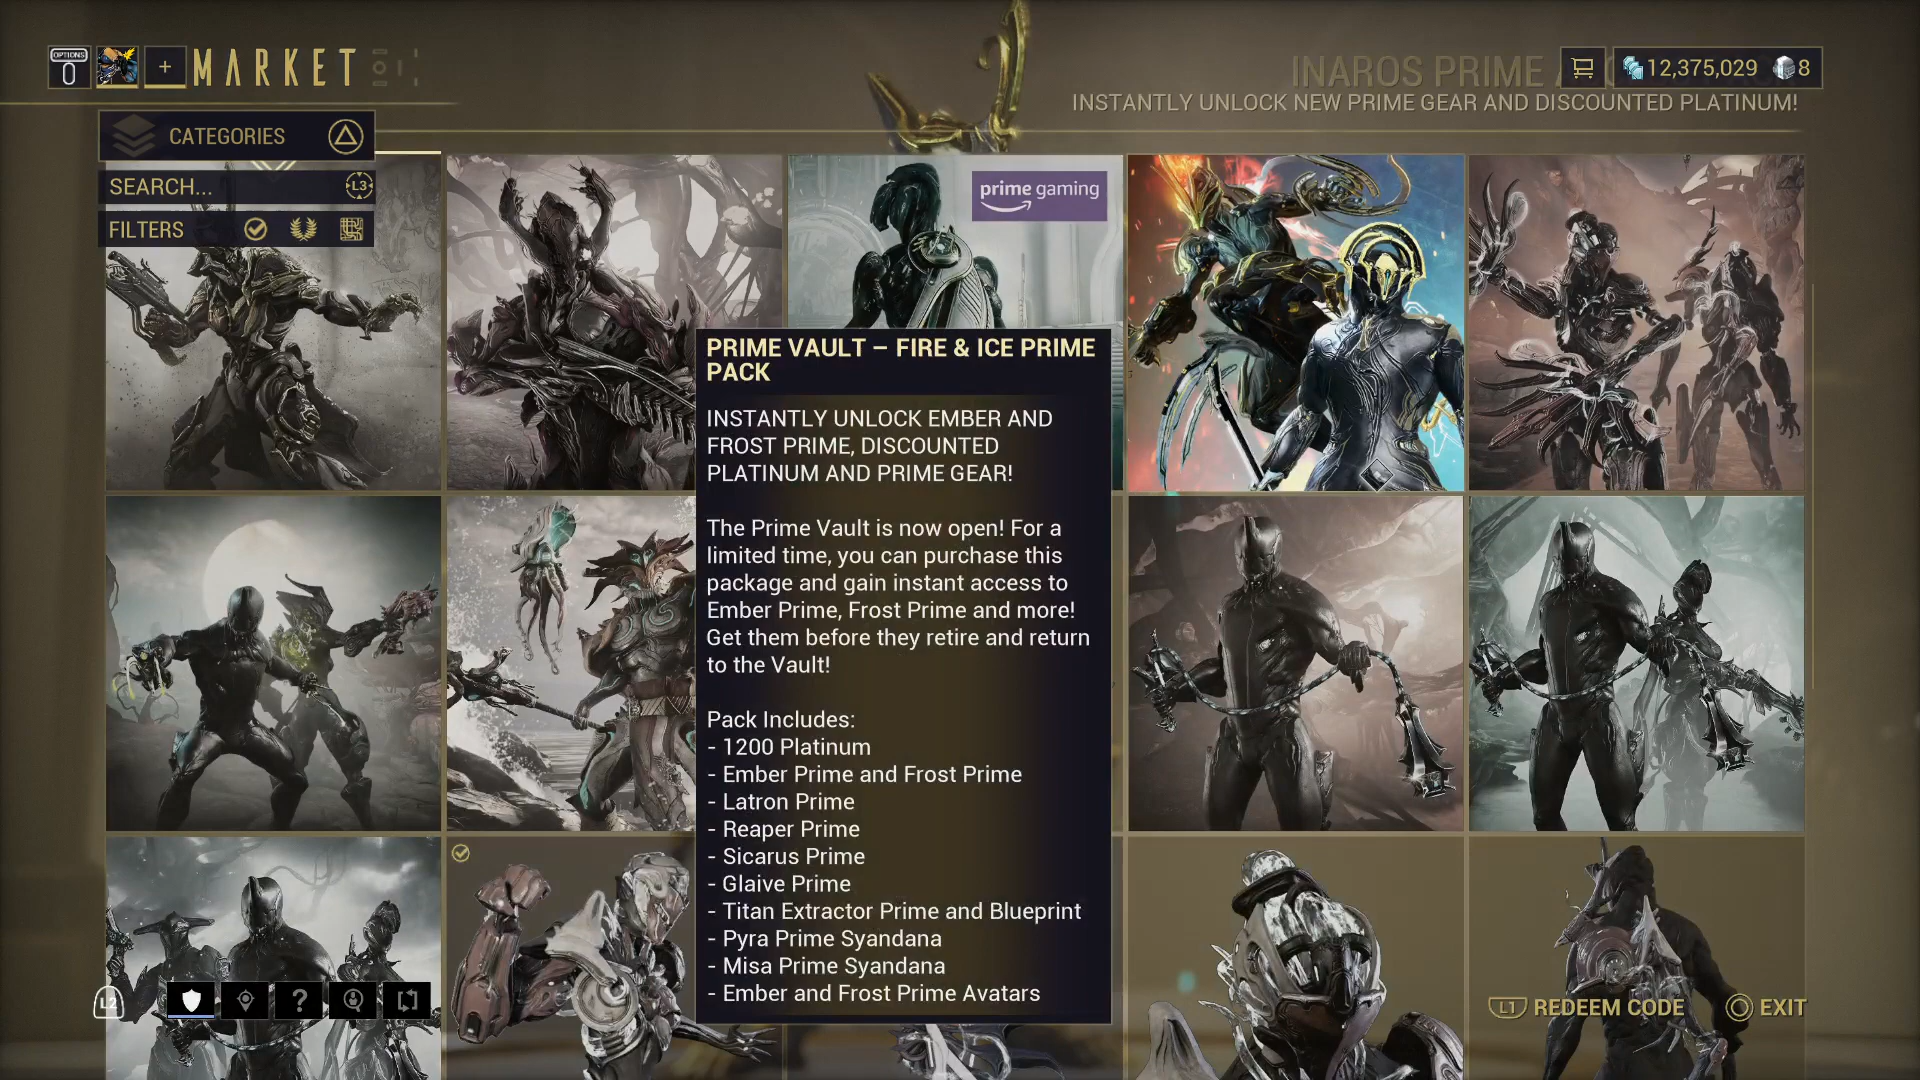 OPTIONS
MARKET
INAROS PRIME
12,375,029
8
INSTANTLY UNLOCK NEW PRIME GEAR AND DISCOUNTED PLATINUM!
CATEGORIES
SEARCH...
L3
FILTERS
prime gaming
PRIME VAULT – FIRE & ICE PRIME
PACK
INSTANTLY UNLOCK EMBER AND
FROST PRIME, DISCOUNTED
PLATINUM AND PRIME GEAR!
The Prime Vault is now open! For a
limited time, you can purchase this
package and gain instant access to
Ember Prime, Frost Prime and more!
Get them before they retire and return
to the Vault!
Pack Includes:
- 1200 Platinum
- Ember Prime and Frost Prime
- Latron Prime
- Reaper Prime
- Sicarus Prime
- Glaive Prime
- Titan Extractor Prime and Blueprint
- Pyra Prime Syandana
- Misa Prime Syandana
- Ember and Frost Prime Avatars
L2
?
L1 REDEEM CODE
EXIT